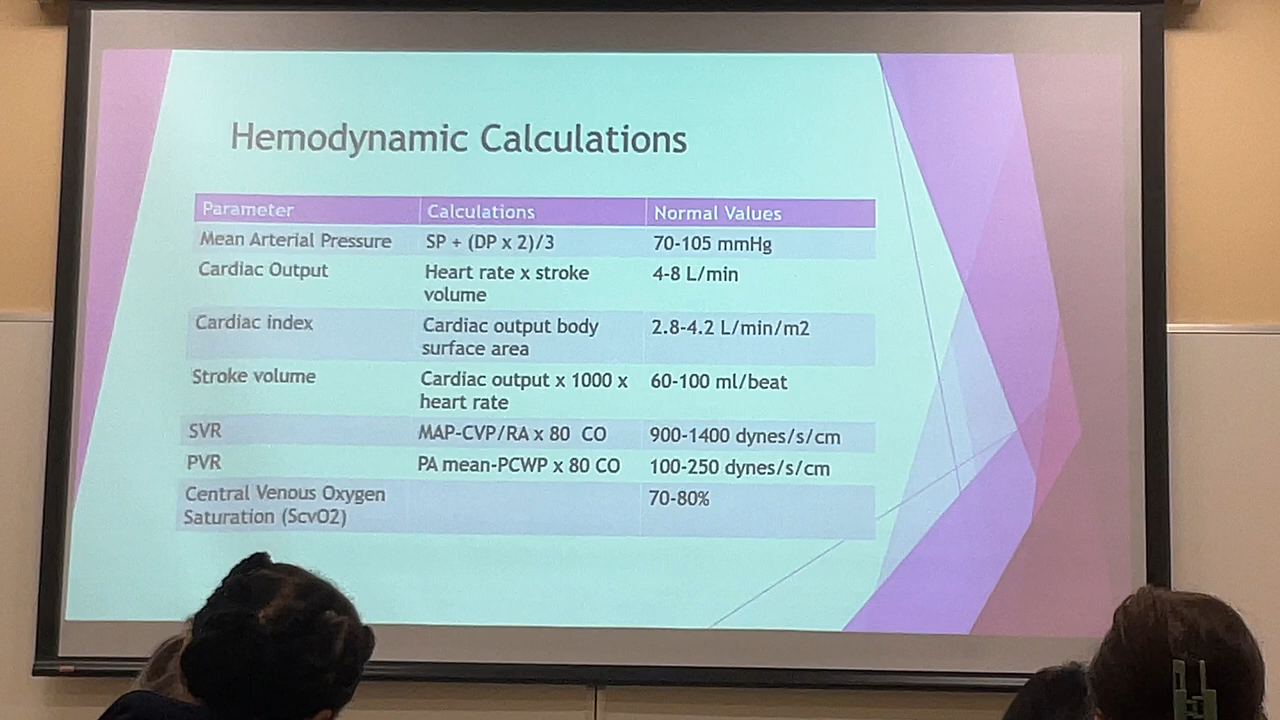 Hemodynamic Calculations
Parameter Calculations Normal Values
Mean Arterial Pressure SP + (DP x 2)/3 70-105 mmHg
Cardiac Output Heart rate x stroke 4-8 L/min
volume
Cardiac index Cardiac output body 2.8-4.2 L/min/m2
surface area
Stroke volume Cardiac output x 1000 x 60-100 ml/beat
heart rate
SVR MAP-CVP/RA x 80 CO 900-1400 dynes/s/cm
PVR PA mean-PCWP x 80 CO 100-250 dynes/s/cm
Central Venous Oxygen 70-80%
Saturation (ScvO2)